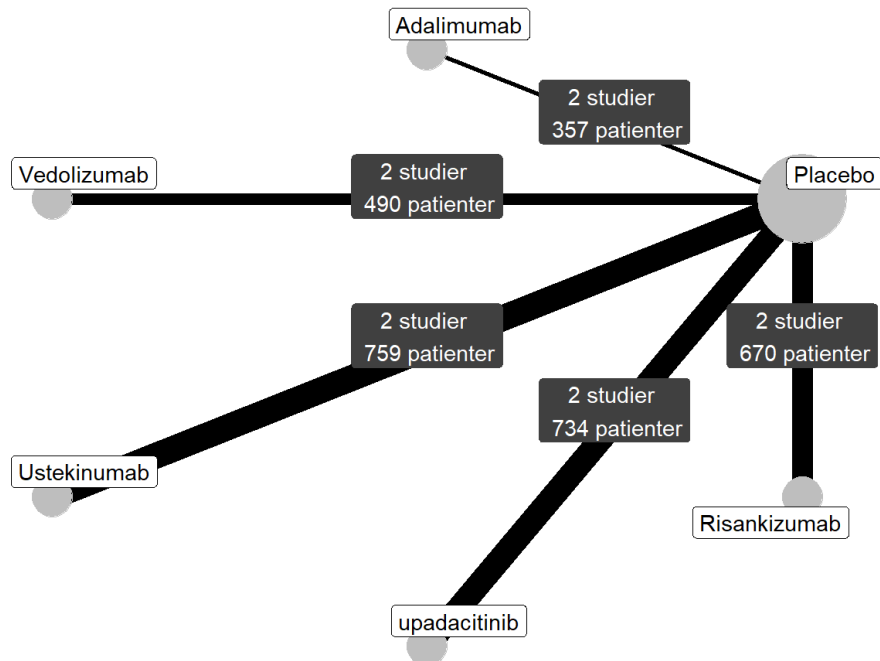 Adalimumab
2 studier
357 patienter
Vedolizumab
2 studier
490 patienter
Placebo
2 studier
759 patienter
2 studier
670 patienter
2 studier
734 patienter
Ustekinumab
Risankizumab
upadacitinib